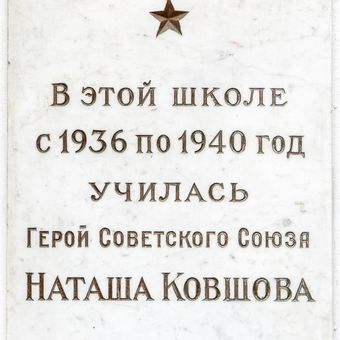 В этой школе
с 1936 по 1940 год
училась
Герой Советского Союза
Наташа Ковшова